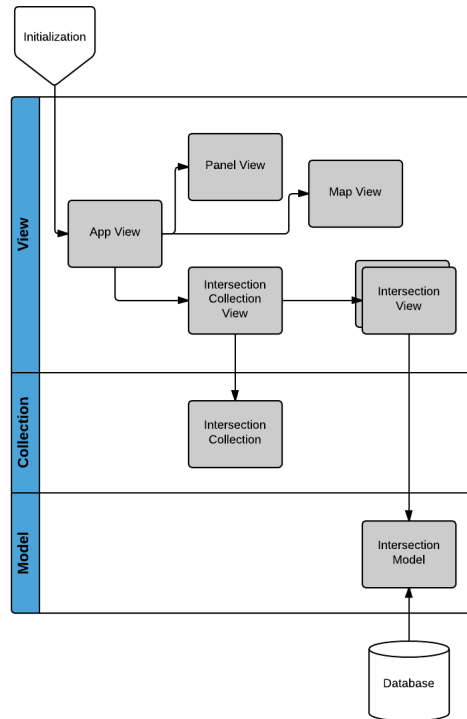 Initialization
View
Panel View
Map View
App View
Intersection
Collection
View
Intersection
View
Collection
Intersection
Collection
Model
Intersection
Model
Database